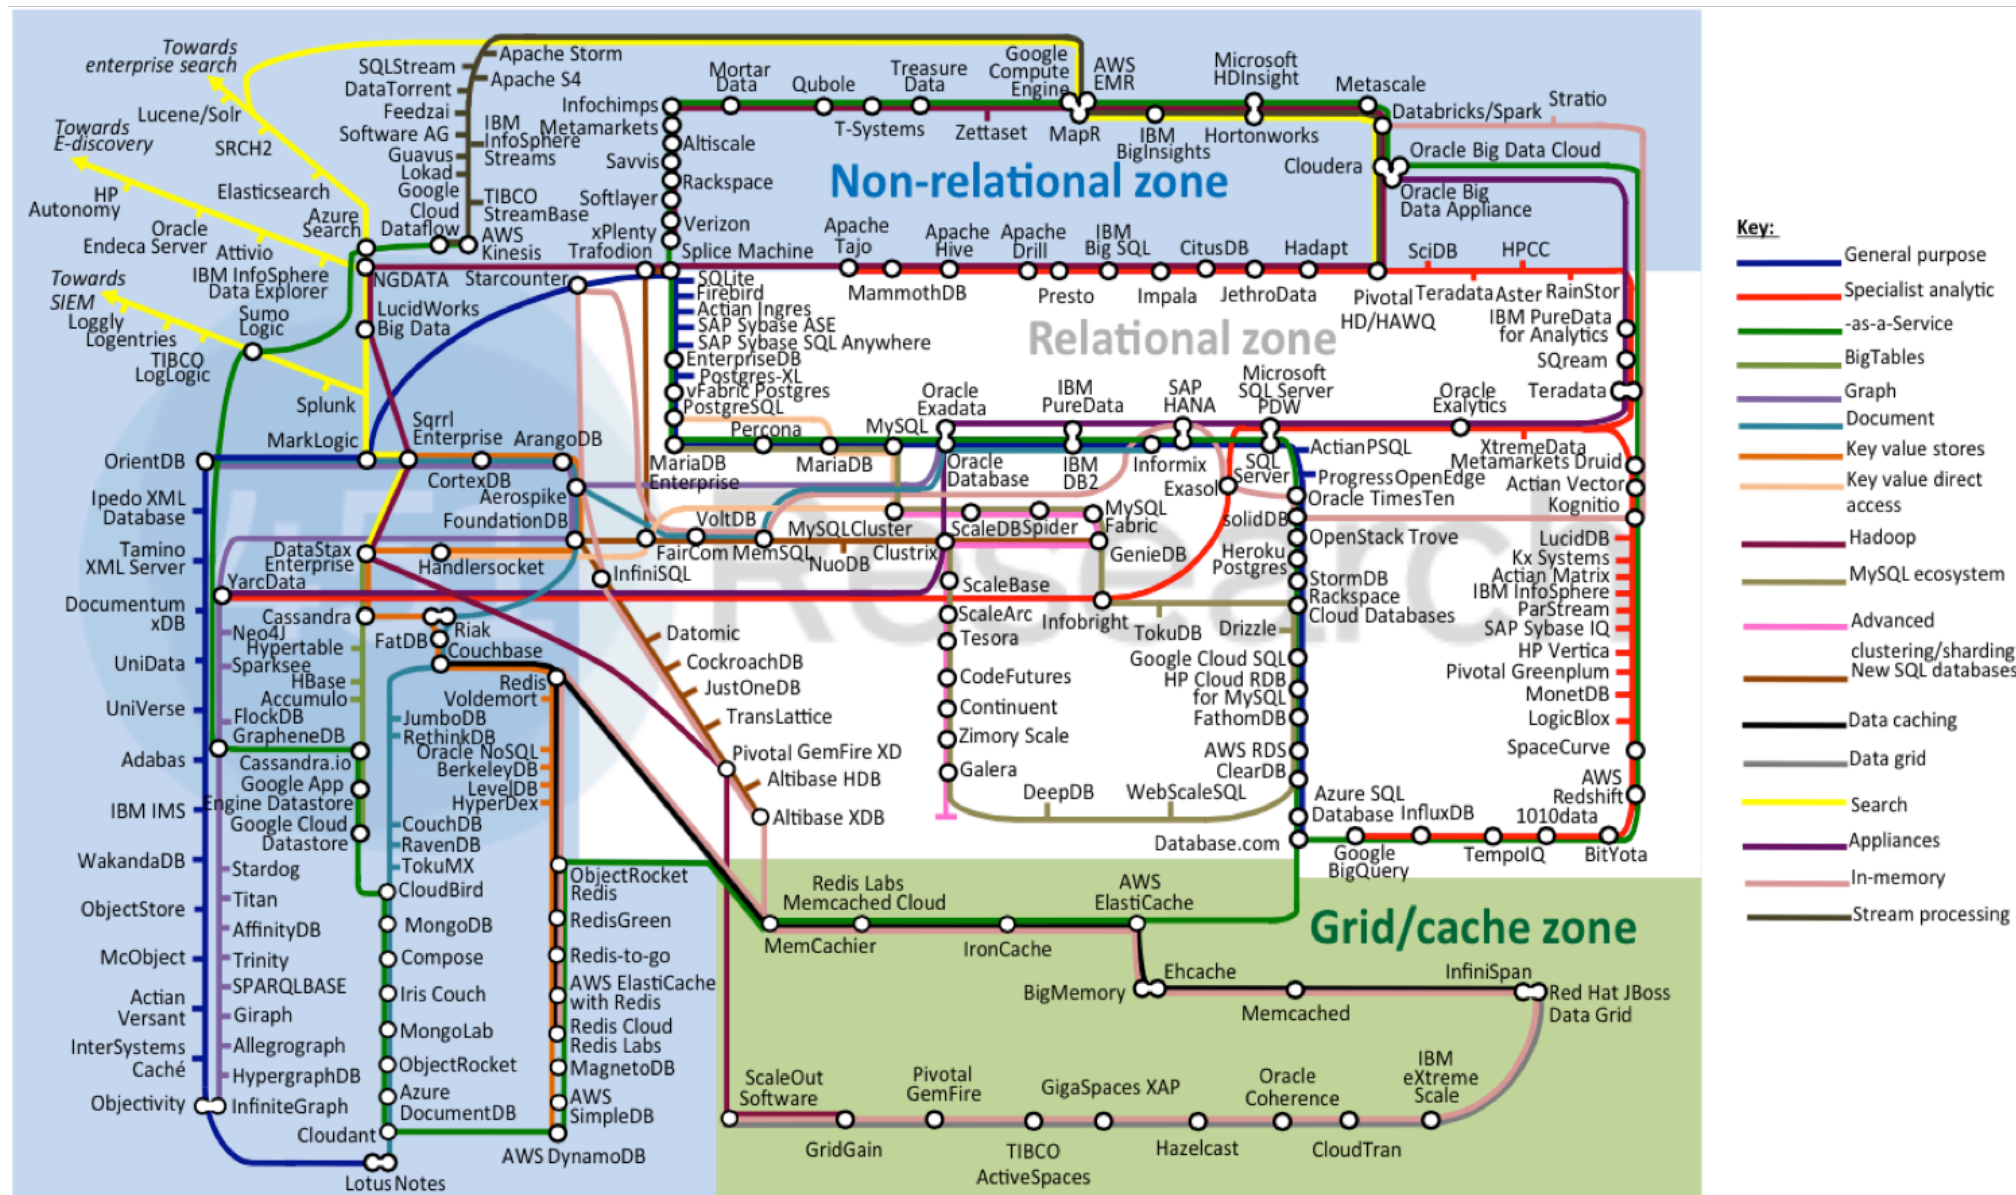 Towards
enterprise search
Lucene/Solr
Towards
E-discovery
SRCH2
HP
Autonomy
Elasticsearch
Oracle
Endeca Server
Azure
Search
Attivio
IBM InfoSphere
Data Explorer
Towards
SIEM
Loggly
Logentries
TIBCO
LogLogic
Sumo
Logic
Splunk
NGDATA
LucidWorks
Big Data
SQLStream
DataTorrent
Feedzai
Software AG
Guavus
Lokad
Google
Cloud
Dataflow
Apache Storm
Apache S4
IBM
InfoSphere
Streams
TIBCO
StreamBase
AWS
Kinesis
Starcounter
Infochimps
Metamarkets
Altiscale
Savvis
Rackspace
Softlayer
Verizon
xPlenty
Trafodion
Splice Machine
Mortar
Data
Qubole
T-Systems
Treasure
Data
Zettaset
Google
Compute
Engine
AWS
EMR
MapR
IBM
BigInsights
Microsoft
HDInsight
Hortonworks
Metascale
Databricks/Spark
Stratio
Cloudera
Oracle Big Data Cloud
Oracle Big
Data Appliance
Non-relational zone
Apache
Tajo
MammothDB
Apache
Hive
Apache
Drill
Presto
IBM
Big SQL
Impala
CitusDB
JethroData
Hadapt
Pivotal
HD/HAWQ
SciDB
Teradata Aster
HPCC
RainStor
IBM PureData
for Analytics
SQream
Teradata
Relational zone
SQLite
Firebird
Actian Ingres
SAP Sybase ASE
SAP Sybase SQL Anywhere
EnterpriseDB
Postgres-XL
vFabric Postgres
PostgreSQL
Percona
MariaDB
Enterprise
MariaDB
MySQL
Oracle
Exadata
Oracle
Database
IBM
PureData
IBM
DB2
Informix
SAP
HANA
Microsoft
SQL Server
PDW
SQL
Server
Exasol
Oracle
Exalytics
XtremeData
ActianPSQL
ProgressOpenEdge
Oracle TimesTen
solidDB
OpenStack Trove
Heroku
Postgres
StormDB
Rackspace
Cloud Databases
Drizzle
Google Cloud SQL
HP Cloud RDB
for MySQL
FathomDB
AWS RDS
ClearDB
Azure SQL
Database
Database.com
Google
BigQuery
InfluxDB
TempoIQ
1010data
BitYota
AWS
Redshift
SpaceCurve
LogicBlox
MonetDB
Pivotal Greenplum
HP Vertica
SAP Sybase IQ
ParStream
IBM InfoSphere
Actian Matrix
Kx Systems
LucidDB
Kognitio
Actian Vector
Metamarkets Druid
MarkLogic
Sqrrl
Enterprise
ArangoDB
OrientDB
CortexDB
Aerospike
FoundationDB
Ipedo XML
Database
Tamino
XML Server
DataStax
Enterprise
Handlersocket
YarcData
Documentum
xDB
Cassandra
Neo4J
Hypertable
FatDB
Riak
Couchbase
UniData
Sparksee
HBase
Accumulo
UniVerse
FlockDB
GrapheneDB
Adabas
Cassandra.io
Google App
Engine Datastore
Google Cloud
Datastore
IBM IMS
WakandaDB
ObjectStore
McObject
Actian
Versant
InterSystems
Caché
Objectivity
Stardog
Titan
AffinityDB
Trinity
SPARQLBASE
Giraph
Allegrograph
HypergraphDB
InfiniteGraph
Cloudant
Lotus Notes
Redis
Voldemort
JumboDB
RethinkDB
Oracle NoSQL
BerkeleyDB
LevelDB
HyperDex
CouchDB
RavenDB
TokuMX
CloudBird
MongoDB
Compose
Iris Couch
MongoLab
ObjectRocket
Azure
DocumentDB
ObjectRocket
Redis
RedisGreen
Redis-to-go
AWS ElastiCache
with Redis
Redis Cloud
Redis Labs
MagnetoDB
AWS
SimpleDB
AWS DynamoDB
FairCom
VoltDB
MemSQL
MySQLCluster
NuoDB
Clustrix
InfiniSQL
ScaleDB
Spider
MySQL
Fabric
GenieDB
ScaleBase
ScaleArc
Tesora
CodeFutures
Continuent
Zimory Scale
Galera
Infobright
TokuDB
DeepDB
WebScaleSQL
Datomic
CockroachDB
JustOneDB
TransLattice
Pivotal GemFire XD
Altibase HDB
Altibase XDB
Research
MemCachier
Redis Labs
Memcached Cloud
IronCache
AWS
ElastiCache
Grid/cache zone
BigMemory
Ehcache
Memcached
InfiniSpan
Red Hat JBoss
Data Grid
ScaleOut
Software
GridGain
Pivotal
GemFire
TIBCO
ActiveSpaces
GigaSpaces XAP
Hazelcast
Oracle
Coherence
CloudTran
IBM
eXtreme
Scale
Key:
General purpose
Specialist analytic
-as-a-Service
BigTables
Graph
Document
Key value stores
Key value direct
access
Hadoop
MySQL ecosystem
Advanced
clustering/sharding
New SQL databases
Data caching
Data grid
Search
Appliances
In-memory
Stream processing